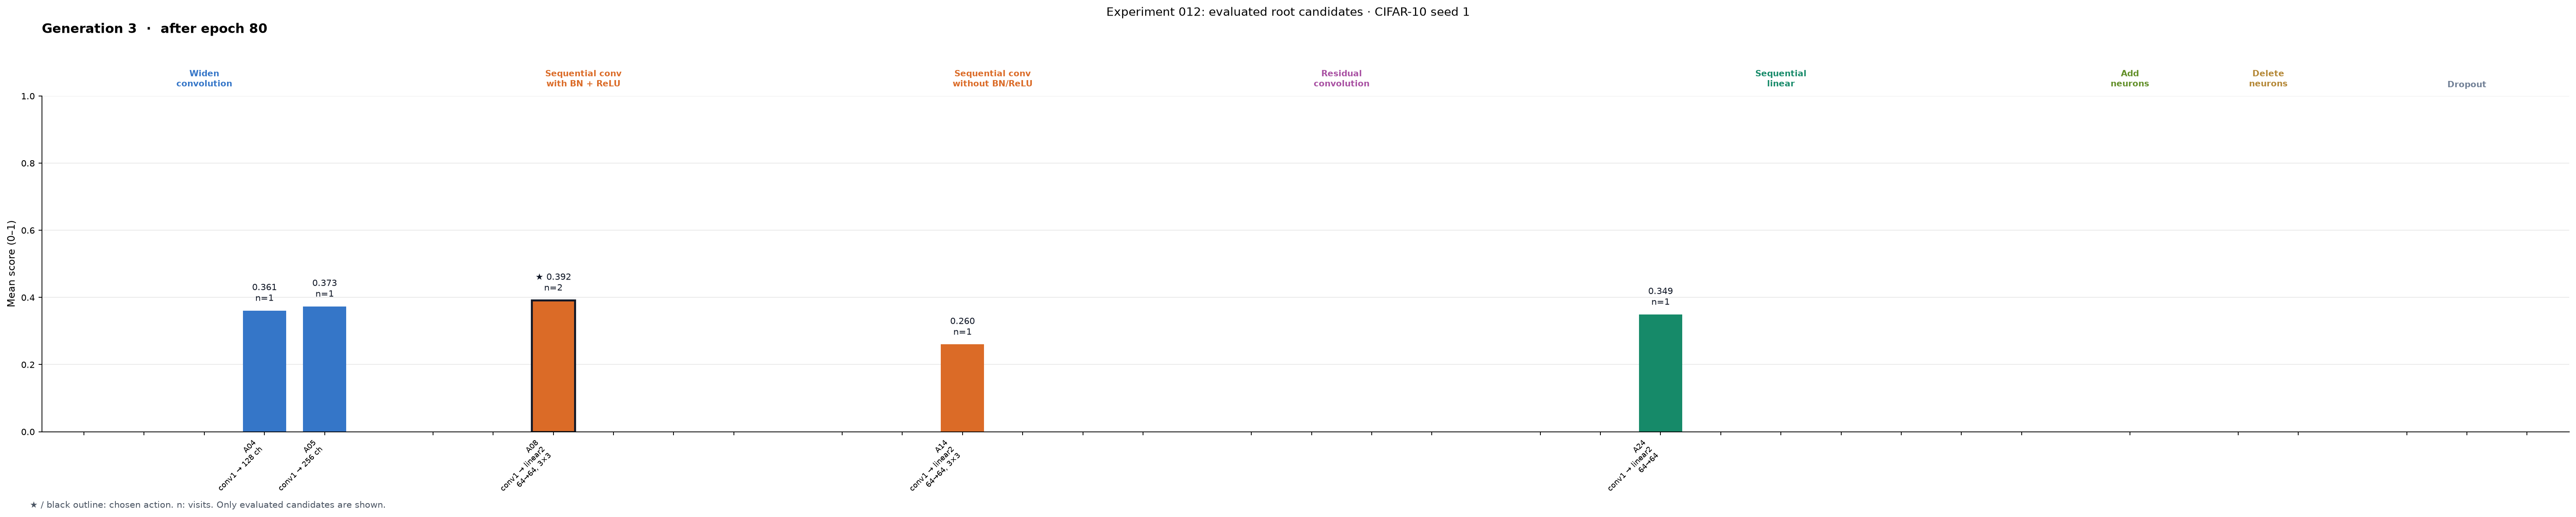 Experiment 012: evaluated root candidates · CIFAR-10 seed 1
Generation 3  ·  after epoch 80
Widen
convolution
Sequential conv
with BN + ReLU
Sequential conv
without BN/ReLU
Residual
convolution
Sequential
linear
Add
neurons
Delete
neurons
Dropout
Mean score (0–1)
1.0
0.8
0.6
0.4
0.2
0.0
0.361
n=1
0.373
n=1
★ 0.392
n=2
0.260
n=1
0.349
n=1
A04
conv1 → 128 ch
A05
conv1 → 256 ch
A08
conv1 → linear2
64→64, 3×3
A14
conv1 → linear2
64→64, 3×3
A24
conv1 → linear2
64→64
★ / black outline: chosen action. n: visits. Only evaluated candidates are shown.